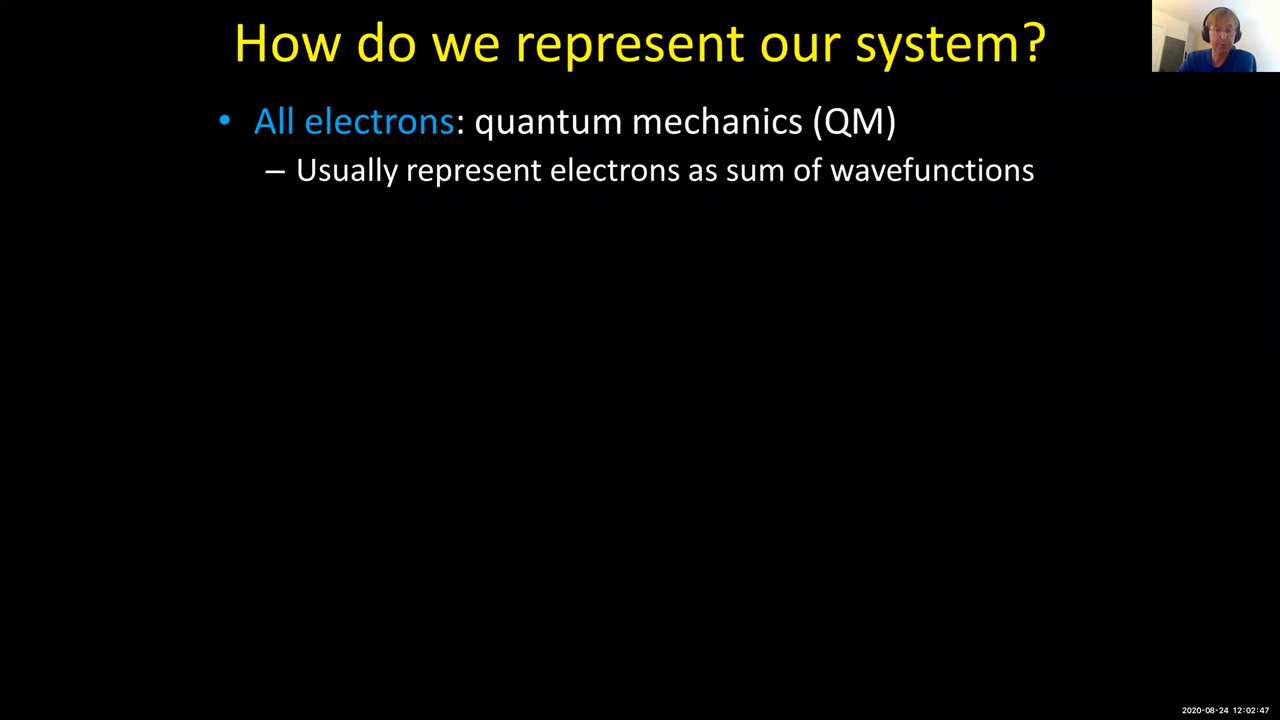 How do we represent our system?
• All electrons: quantum mechanics (QM)
– Usually represent electrons as sum of wavefunctions
2020-08-24 12:02:47